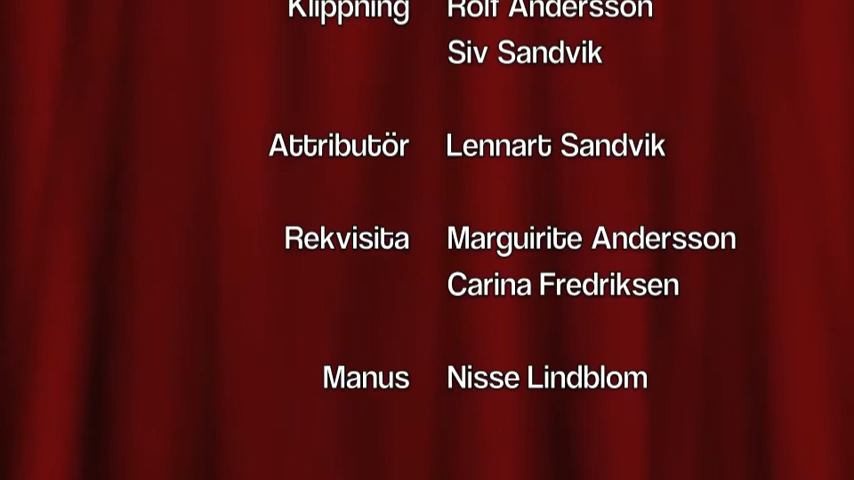 Klippning Rolf Andersson
Siv Sandvik
Attributör Lennart Sandvik
Rekvisita Marguirite Andersson
Carina Fredriksen
Manus Nisse Lindblom